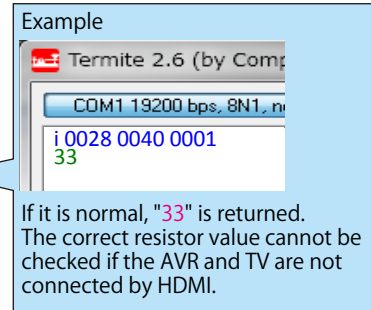 Example
Termite 2.6 (by Comp
COM1 19200 bps, 8N1, n
i 0028 0040 0001
33
If it is normal, "33" is returned.
The correct resistor value cannot be
checked if the AVR and TV are not
connected by HDMI.